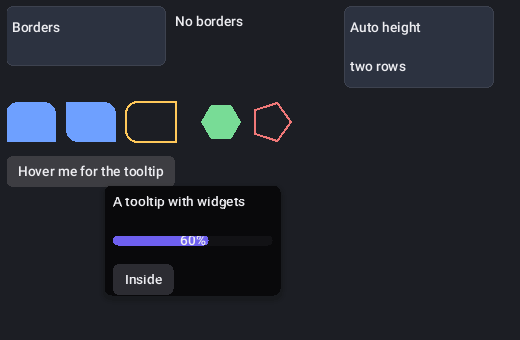 Borders
No borders
Auto height
two rows
Hover me for the tooltip
A tooltip with widgets
60%
Inside